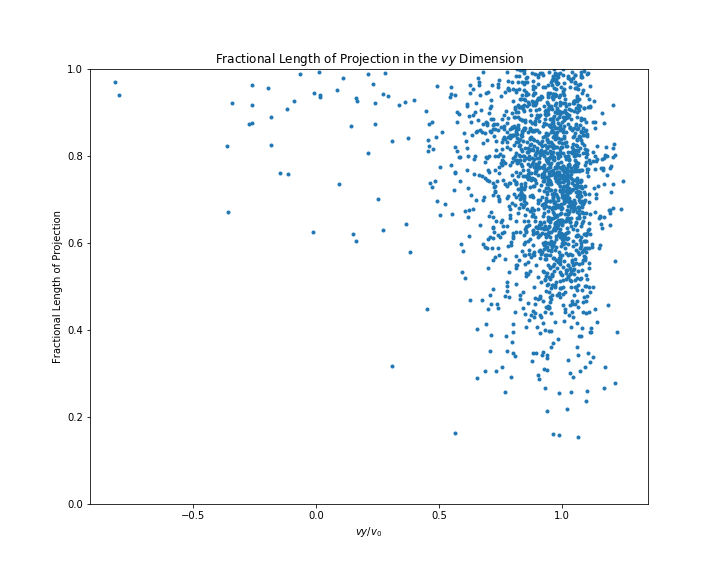 Fractional Length of Projection in the vy Dimension
1.0
0.8
0.6
0.4
0.2
0.0
Fractional Length of Projection
−0.5 0.0 0.5 1.0
vy/v₀